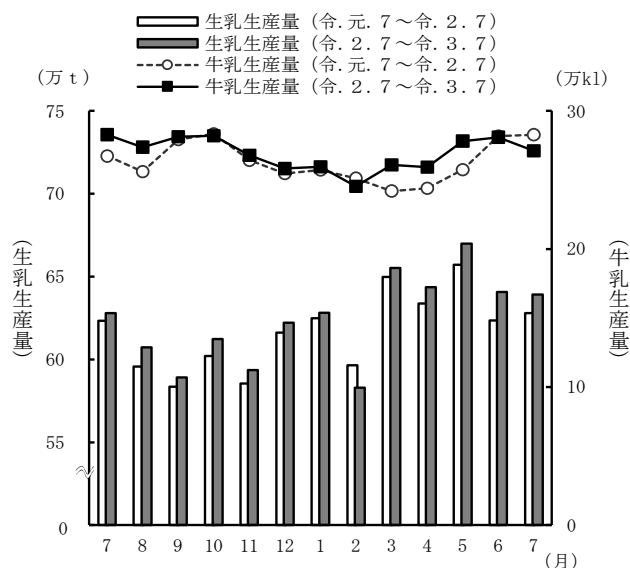 生乳生産量（令.元.7～令.2.7）
生乳生産量（令.2.7～令.3.7）
牛乳生産量（令.元.7～令.2.7）
牛乳生産量（令.2.7～令.3.7）
（万ｔ）
（万kl）
75
70
65
60
55
0
（生乳生産量）
30
20
10
0
（牛乳生産量）
7 8 9 10 11 12 1 2 3 4 5 6 7
（月）